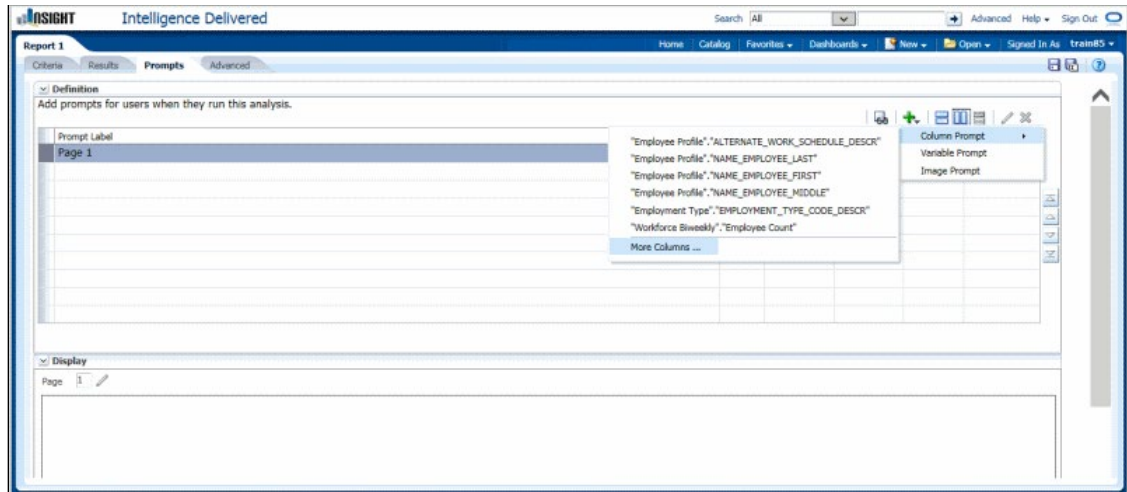 INSIGHT Intelligence Delivered Search All Advanced Help Sign Out
Report 1 Home Catalog Favorites Dashboards New Open Signed In As train85
Criteria Results Prompts Advanced
Definition
Add prompts for users when they run this analysis.
Prompt Label
Page 1
Column Prompt
Variable Prompt
Image Prompt
"Employee Profile"."ALTERNATE_WORK_SCHEDULE_DESCR"
"Employee Profile"."NAME_EMPLOYEE_LAST"
"Employee Profile"."NAME_EMPLOYEE_FIRST"
"Employee Profile"."NAME_EMPLOYEE_MIDDLE"
"Employment Type"."EMPLOYMENT_TYPE_CODE_DESCR"
"Workforce Biweekly"."Employee Count"
More Columns ...
Display
Page 1